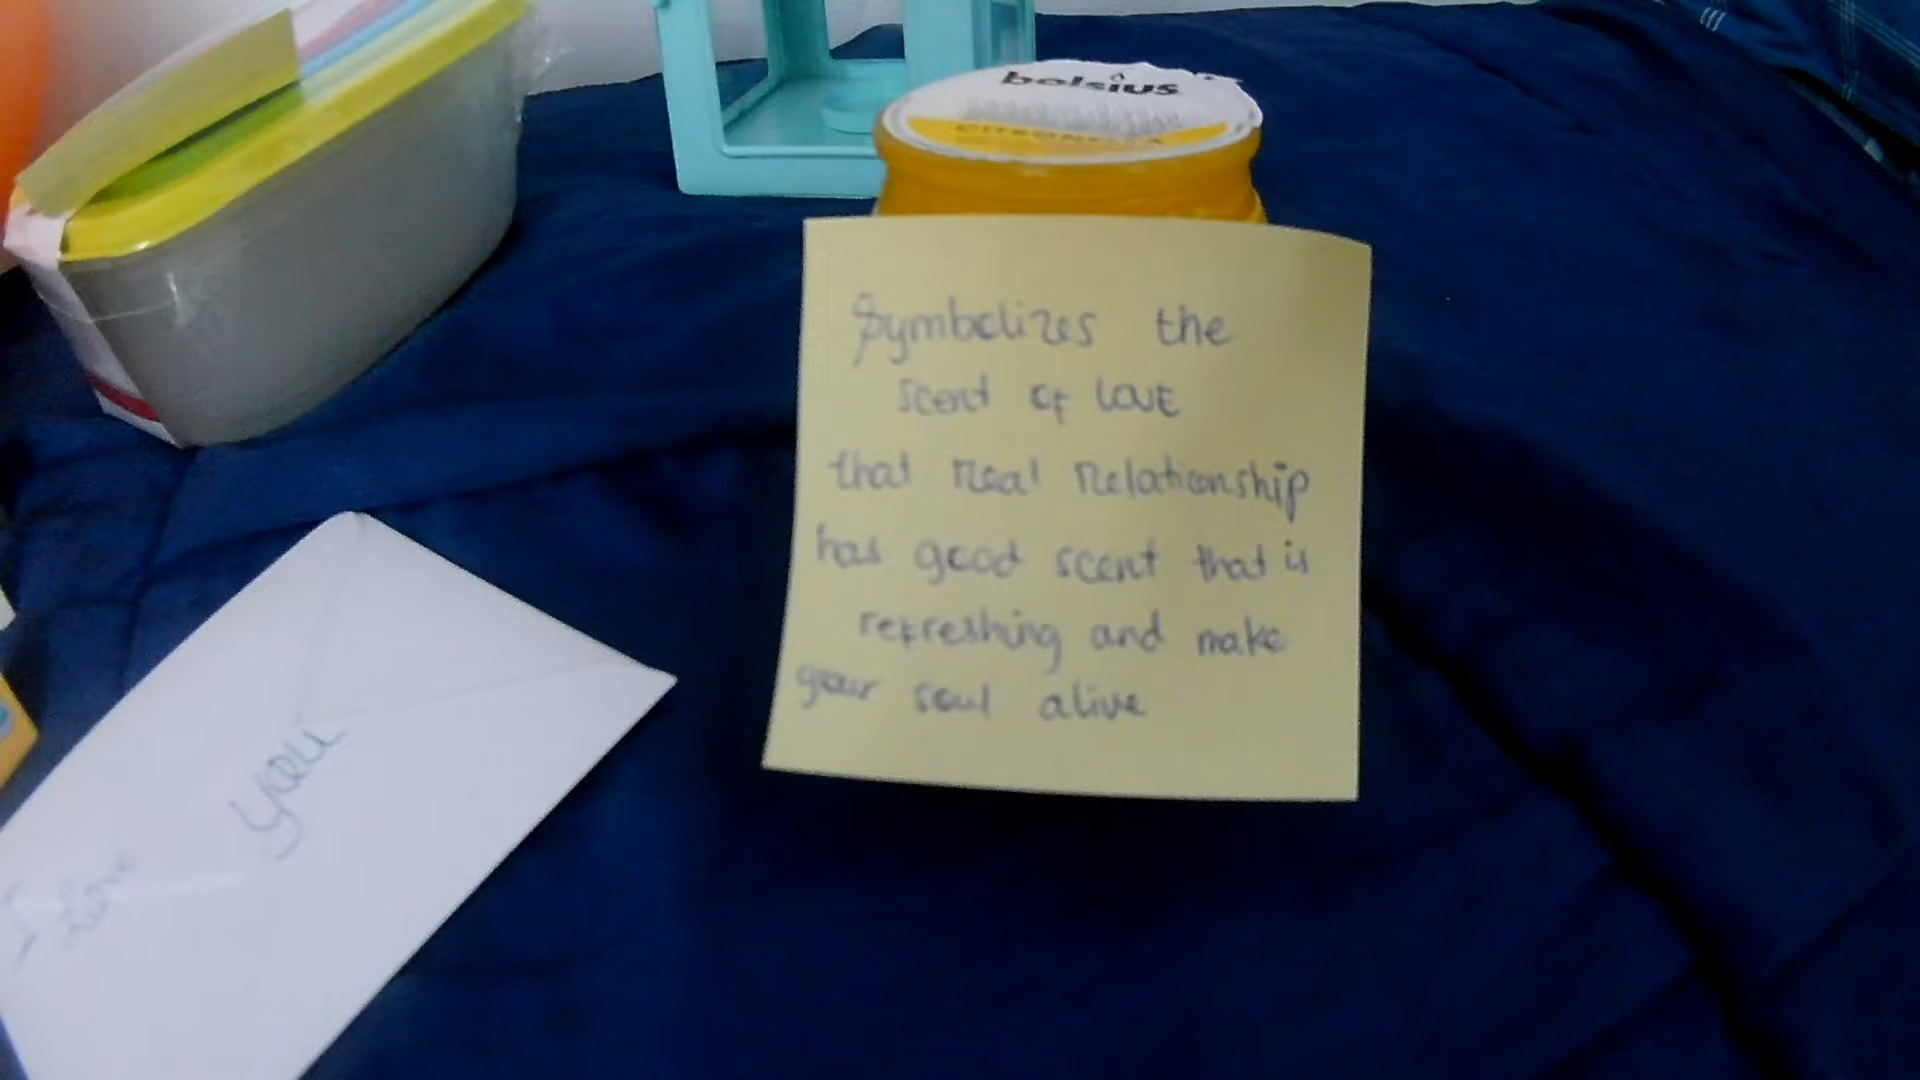 bolsius
CITRONELLA
Symbolizes the
scent of love
that real relationship
has good scent that is
refreshing and make
your soul alive
I Love you